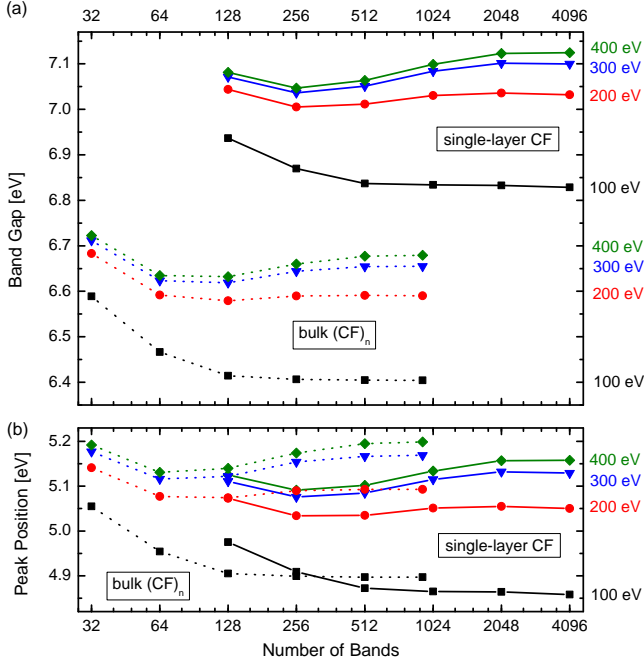 (a)
32 64 128 256 512 1024 2048 4096
7.1
7.0
6.9
6.8
6.7
6.6
6.5
6.4
Band Gap [eV]
400 eV
300 eV
200 eV
single-layer CF
100 eV
400 eV
300 eV
200 eV
bulk (CF)n
100 eV
(b)
5.2
5.1
5.0
4.9
Peak Position [eV]
400 eV
300 eV
200 eV
single-layer CF
bulk (CF)n
100 eV
32 64 128 256 512 1024 2048 4096
Number of Bands